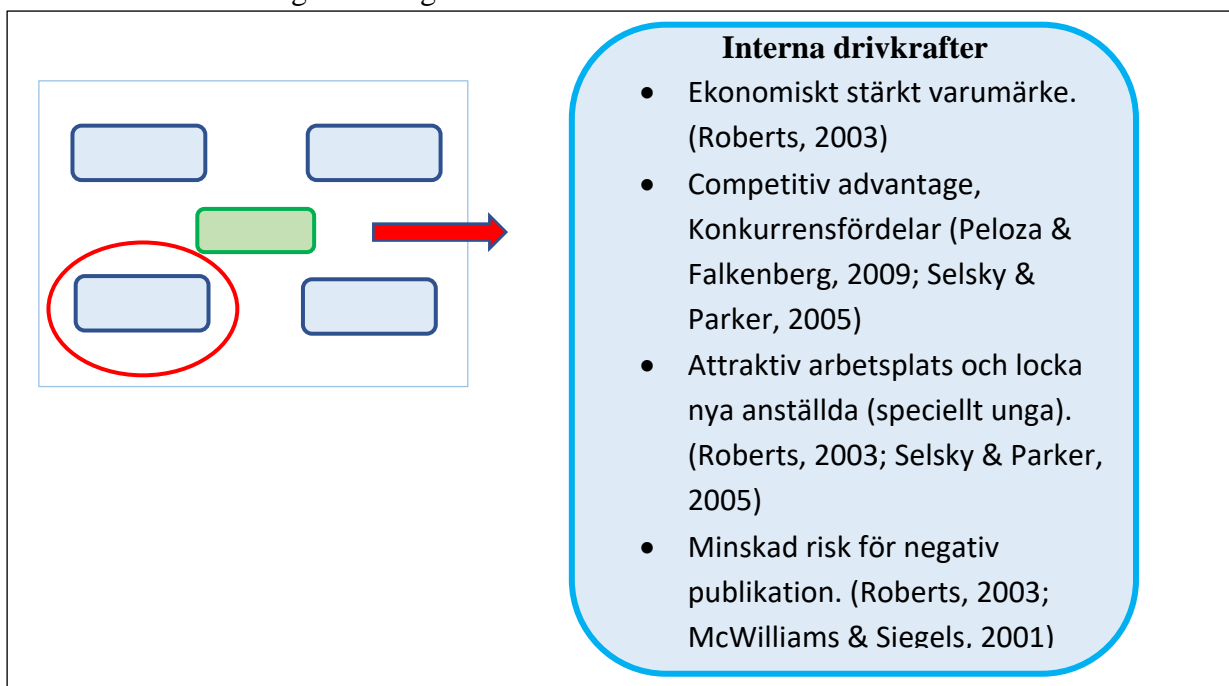 Interna drivkrafter
• Ekonomiskt stärkt varumärke.
(Roberts, 2003)
• Competitiv advantage,
Konkurrensfördelar (Peloza &
Falkenberg, 2009; Selsky &
Parker, 2005)
• Attraktiv arbetsplats och locka
nya anställda (speciellt unga).
(Roberts, 2003; Selsky & Parker,
2005)
• Minskad risk för negativ
publikation. (Roberts, 2003;
McWilliams & Siegels, 2001)